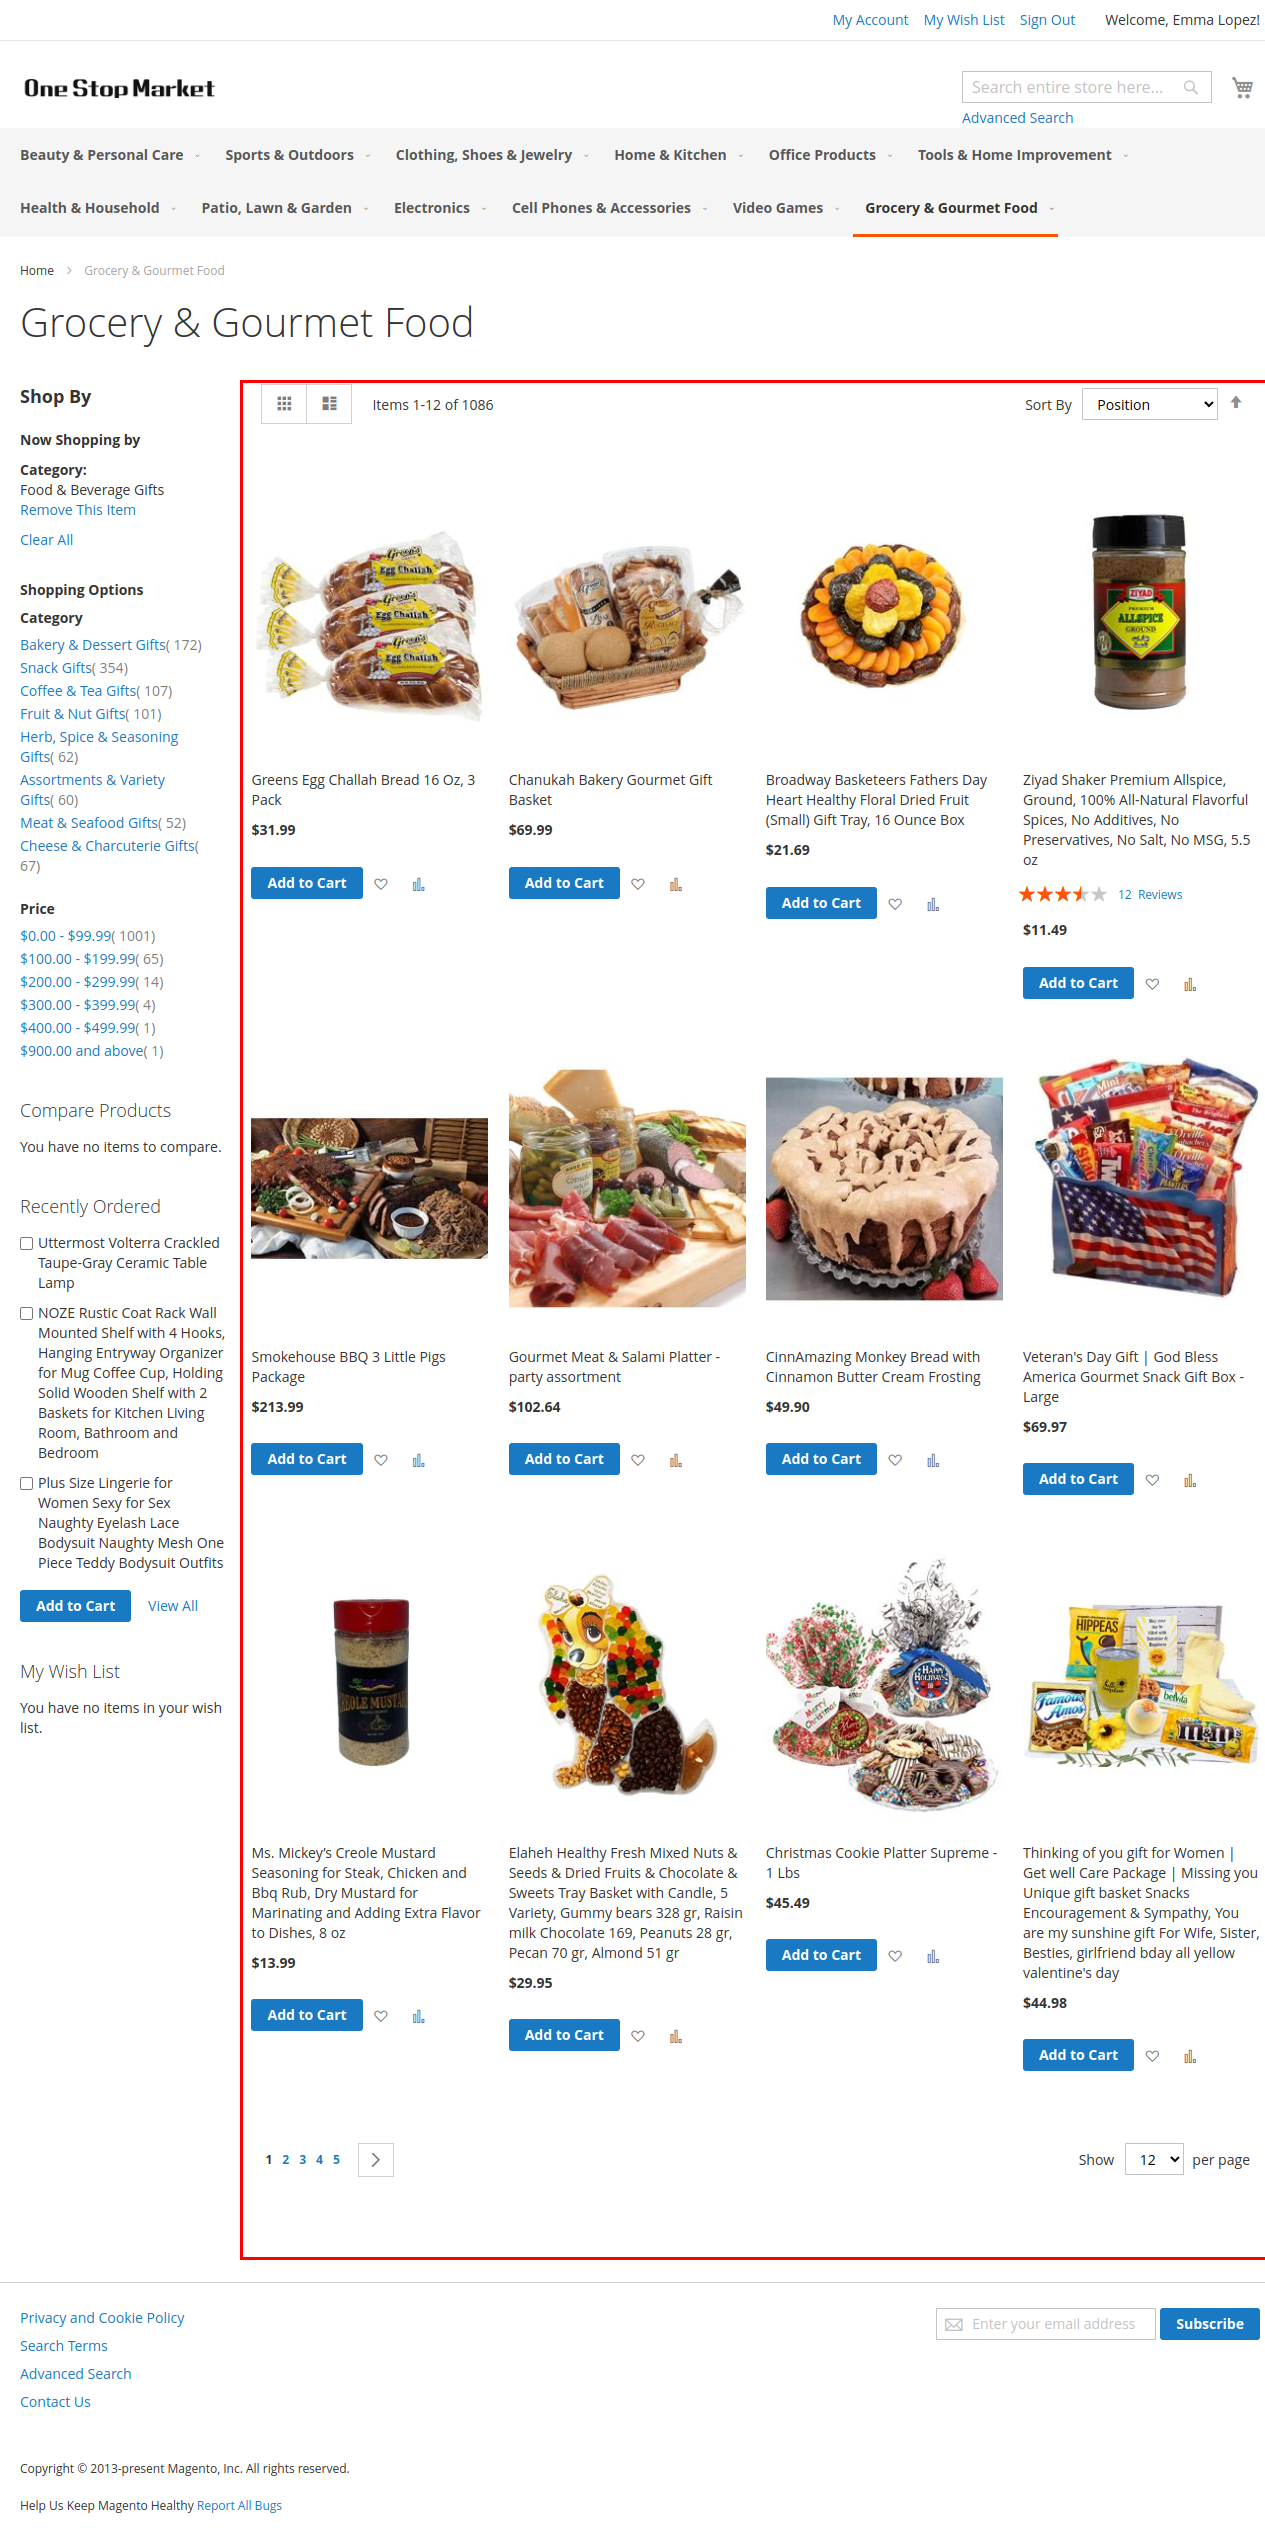 My Account My Wish List Sign Out Welcome, Emma Lopez!
One Stop Market
Search entire store here...
Advanced Search
Beauty & Personal Care Sports & Outdoors Clothing, Shoes & Jewelry Home & Kitchen Office Products Tools & Home Improvement
Health & Household Patio, Lawn & Garden Electronics Cell Phones & Accessories Video Games Grocery & Gourmet Food
Home Grocery & Gourmet Food
Grocery & Gourmet Food
Shop By
Now Shopping by
Category:
Food & Beverage Gifts
Remove This Item
Clear All
Shopping Options
Category
Bakery & Dessert Gifts( 172)
Snack Gifts( 354)
Coffee & Tea Gifts( 107)
Fruit & Nut Gifts( 101)
Herb, Spice & Seasoning
Gifts( 62)
Assortments & Variety
Gifts( 60)
Meat & Seafood Gifts( 52)
Cheese & Charcuterie Gifts(
67)
Price
$0.00 - $99.99( 1001)
$100.00 - $199.99( 65)
$200.00 - $299.99( 14)
$300.00 - $399.99( 4)
$400.00 - $499.99( 1)
$900.00 and above( 1)
Compare Products
You have no items to compare.
Recently Ordered
Uttermost Volterra Crackled
Taupe-Gray Ceramic Table
Lamp
NOZE Rustic Coat Rack Wall
Mounted Shelf with 4 Hooks,
Hanging Entryway Organizer
for Mug Coffee Cup, Holding
Solid Wooden Shelf with 2
Baskets for Kitchen Living
Room, Bathroom and
Bedroom
Plus Size Lingerie for
Women Sexy for Sex
Naughty Eyelash Lace
Bodysuit Naughty Mesh One
Piece Teddy Bodysuit Outfits
Add to Cart View All
My Wish List
You have no items in your wish
list.
Items 1-12 of 1086
Sort By Position
Green's
Egg Challah
Green's
Egg Challah
Green's
Egg Challah
ZIYAD
PREMIUM
ALLSPICE
GROUND
Greens Egg Challah Bread 16 Oz, 3
Pack
$31.99
Add to Cart
Chanukah Bakery Gourmet Gift
Basket
$69.99
Add to Cart
Broadway Basketeers Fathers Day
Heart Healthy Floral Dried Fruit
(Small) Gift Tray, 16 Ounce Box
$21.69
Add to Cart
Ziyad Shaker Premium Allspice,
Ground, 100% All-Natural Flavorful
Spices, No Additives, No
Preservatives, No Salt, No MSG, 5.5
oz
12 Reviews
$11.49
Add to Cart
Smokehouse BBQ 3 Little Pigs
Package
$213.99
Add to Cart
Gourmet Meat & Salami Platter -
party assortment
$102.64
Add to Cart
CinnAmazing Monkey Bread with
Cinnamon Butter Cream Frosting
$49.90
Add to Cart
Veteran's Day Gift | God Bless
America Gourmet Snack Gift Box -
Large
$69.97
Add to Cart
HAPPY
HOLIDAYS
HIPPEAS
Famous
Amos
belVita
m&m's
Ms. Mickey’s Creole Mustard
Seasoning for Steak, Chicken and
Bbq Rub, Dry Mustard for
Marinating and Adding Extra Flavor
to Dishes, 8 oz
$13.99
Add to Cart
Elaheh Healthy Fresh Mixed Nuts &
Seeds & Dried Fruits & Chocolate &
Sweets Tray Basket with Candle, 5
Variety, Gummy bears 328 gr, Raisin
milk Chocolate 169, Peanuts 28 gr,
Pecan 70 gr, Almond 51 gr
$29.95
Add to Cart
Christmas Cookie Platter Supreme -
1 Lbs
$45.49
Add to Cart
Thinking of you gift for Women |
Get well Care Package | Missing you
Unique gift basket Snacks
Encouragement & Sympathy, You
are my sunshine gift For Wife, Sister,
Besties, girlfriend bday all yellow
valentine's day
$44.98
Add to Cart
1 2 3 4 5
Show 12 per page
Privacy and Cookie Policy
Search Terms
Advanced Search
Contact Us
Enter your email address Subscribe
Copyright © 2013-present Magento, Inc. All rights reserved.
Help Us Keep Magento Healthy Report All Bugs